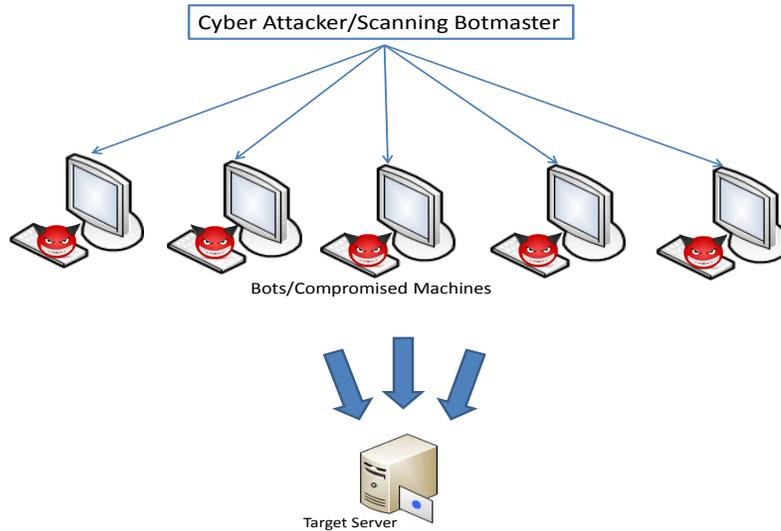 Cyber Attacker/Scanning Botmaster
Bots/Compromised Machines
Target Server